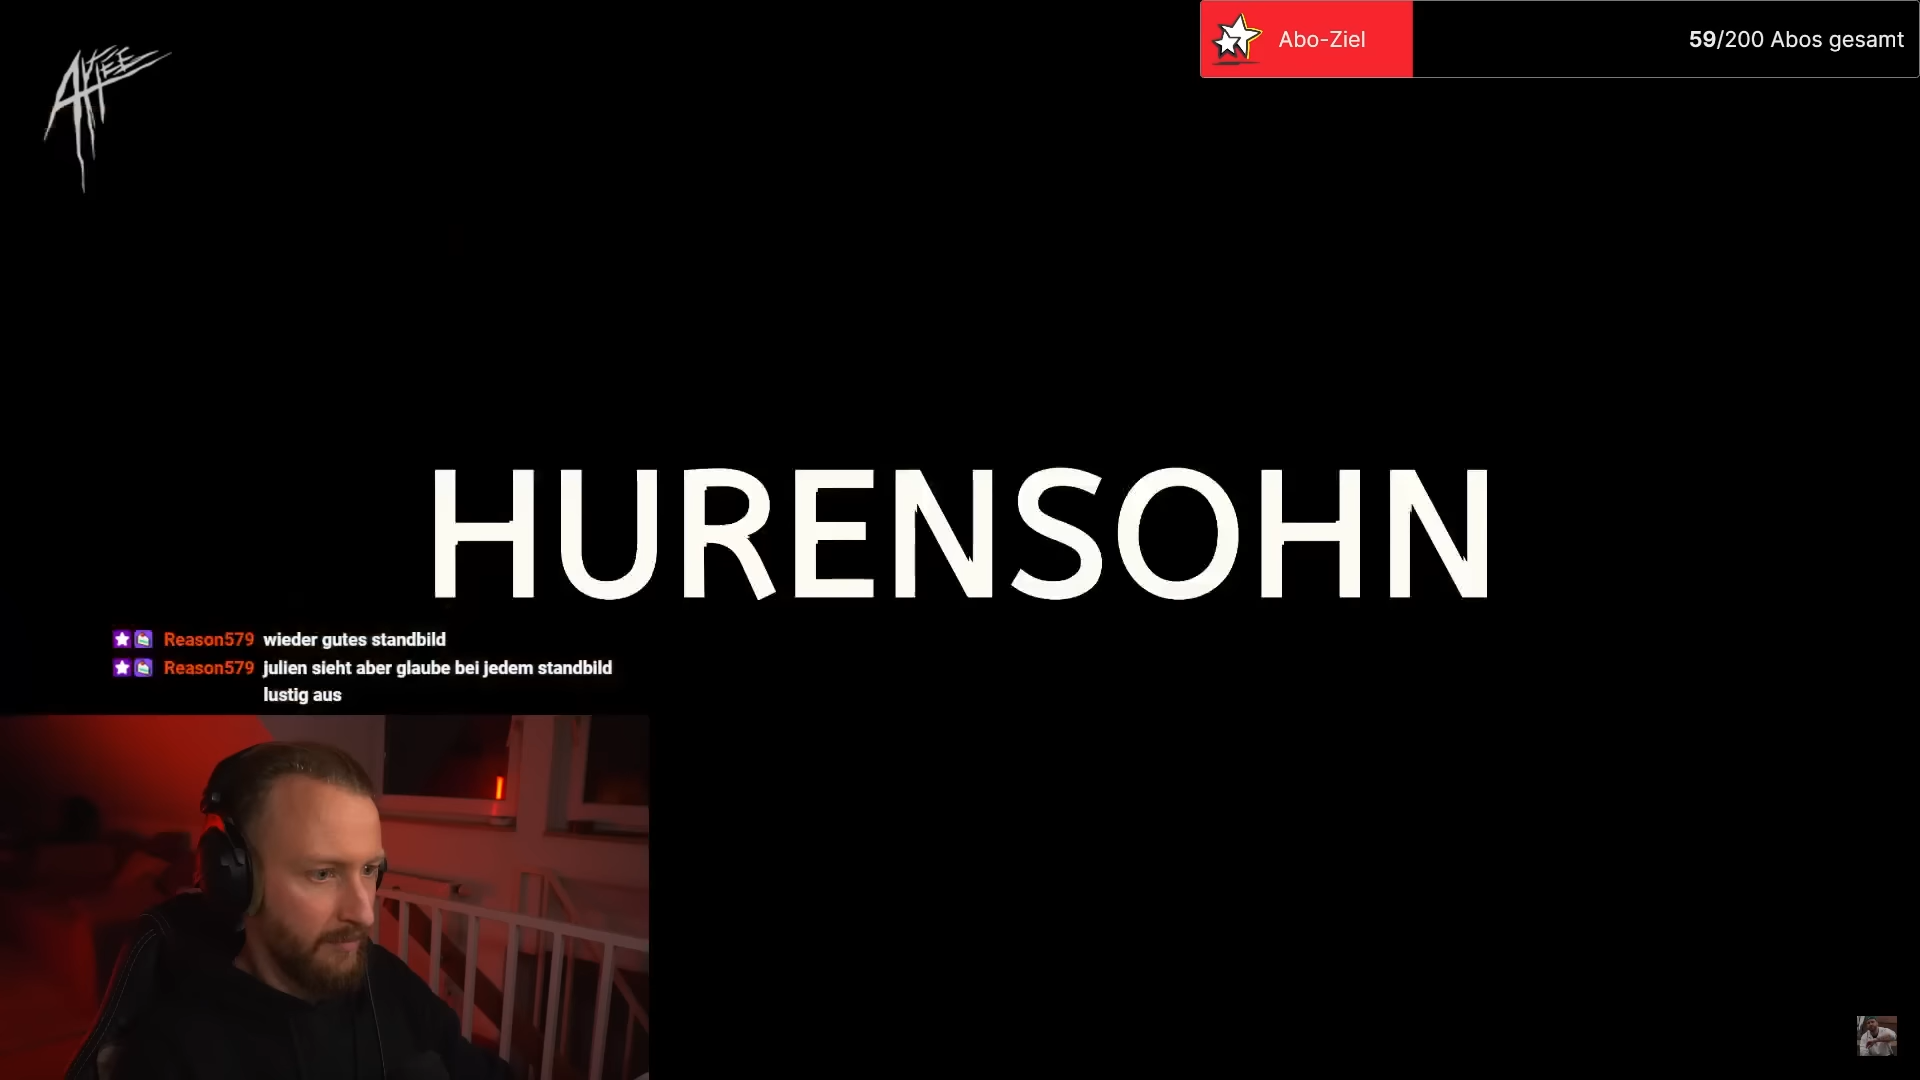 AKTEE
Abo-Ziel
59/200 Abos gesamt
HURENSOHN
Reason579 wieder gutes standbild
Reason579 julien sieht aber glaube bei jedem standbild
lustig aus